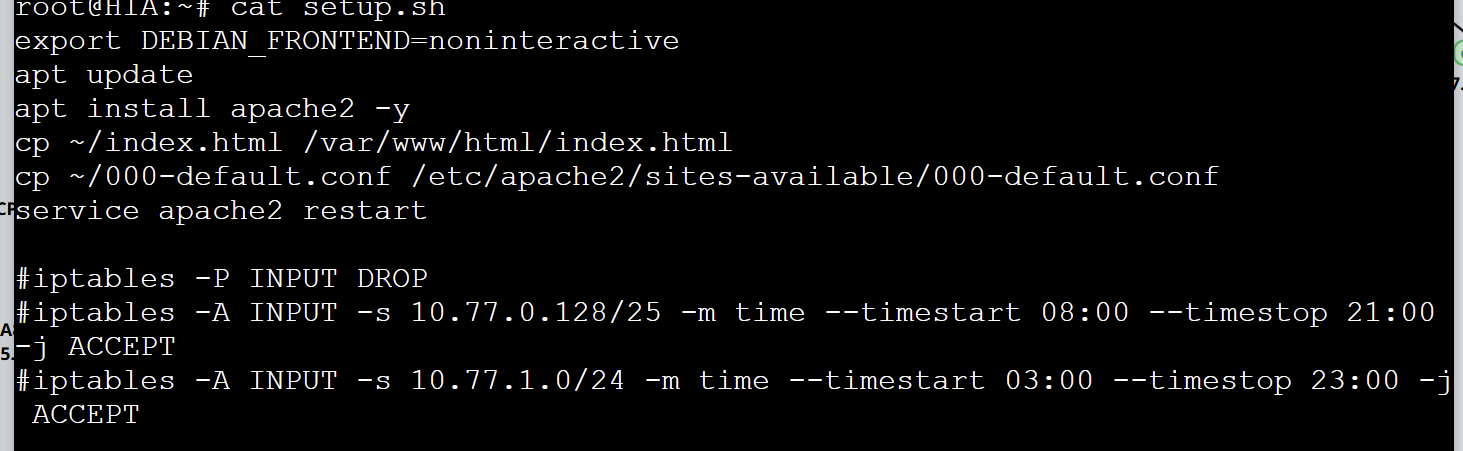 root@HIA:~# cat setup.sh
export DEBIAN_FRONTEND=noninteractive
apt update
apt install apache2 -y
cp ~/index.html /var/www/html/index.html
cp ~/000-default.conf /etc/apache2/sites-available/000-default.conf
service apache2 restart
#iptables -P INPUT DROP
#iptables -A INPUT -s 10.77.0.128/25 -m time --timestart 08:00 --timestop 21:00
-j ACCEPT
#iptables -A INPUT -s 10.77.1.0/24 -m time --timestart 03:00 --timestop 23:00 -j
 ACCEPT